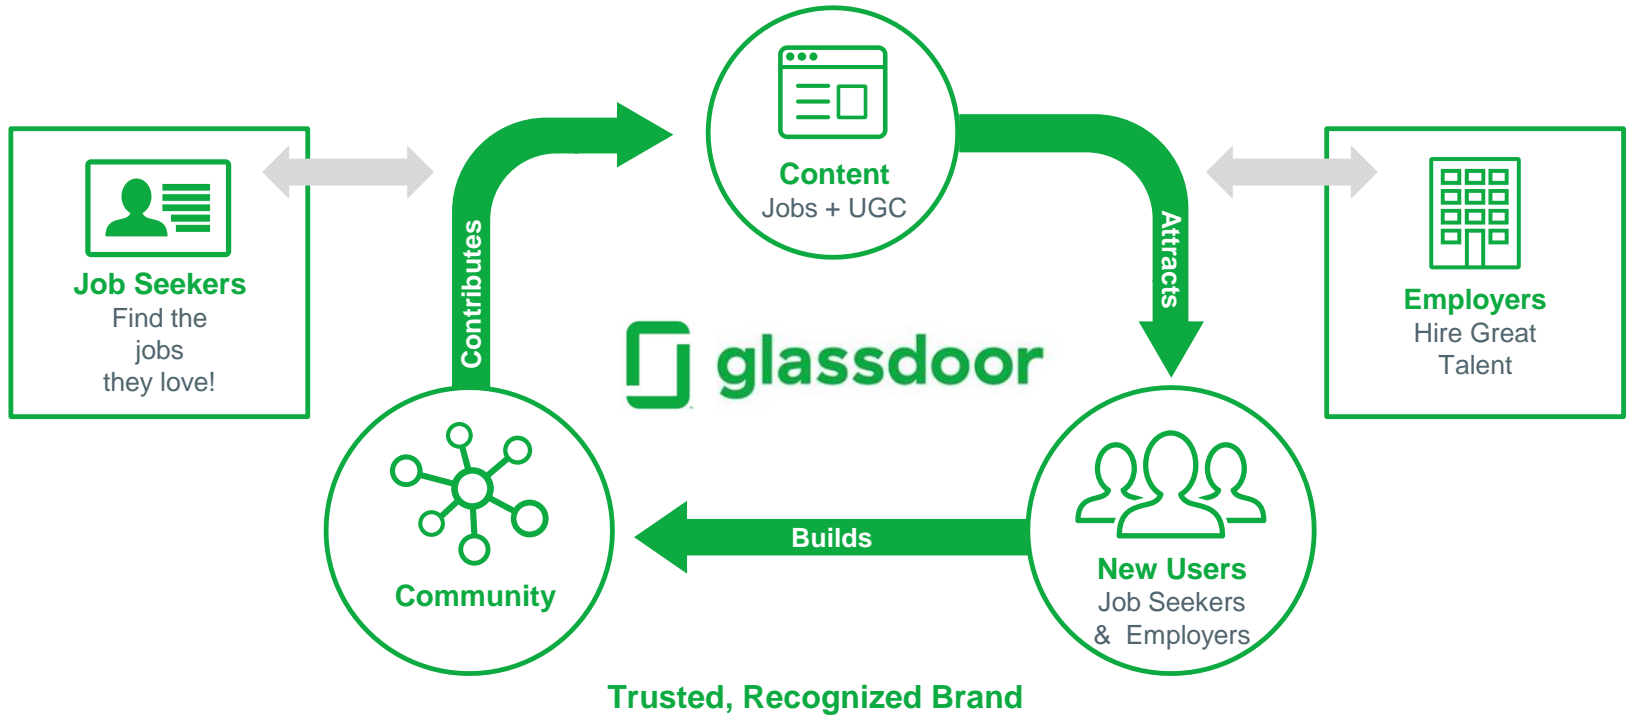 Content
Jobs + UGC
Job Seekers
Find the
jobs
they love!
Contributes
Attracts
Employers
Hire Great
Talent
glassdoor
Builds
Community
New Users
Job Seekers
& Employers
Trusted, Recognized Brand